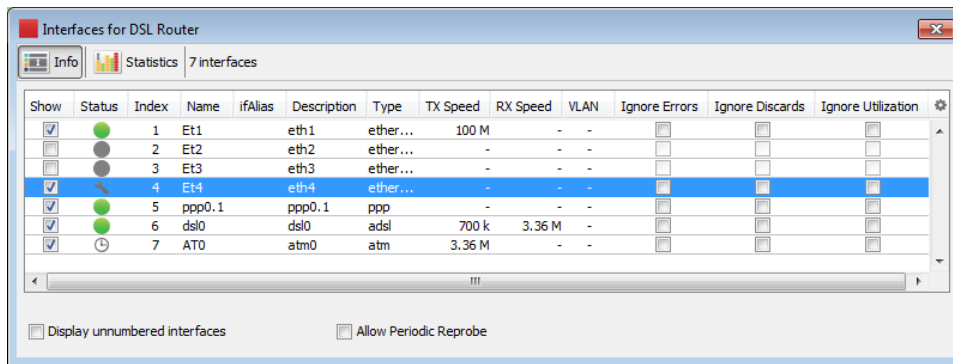 Interfaces for DSL Router
Info Statistics 7 interfaces
Show Status Index Name ifAlias Description Type TX Speed RX Speed VLAN Ignore Errors Ignore Discards Ignore Utilization
1 Et1 eth1 ether... 100 M - -
2 Et2 eth2 ether... - - -
3 Et3 eth3 ether... - - -
4 Et4 eth4 ether... - - -
5 ppp0.1 ppp0.1 ppp - - -
6 dsl0 dsl0 adsl 700 k 3.36 M -
7 AT0 atm0 atm 3.36 M - -
Display unnumbered interfaces Allow Periodic Reprobe